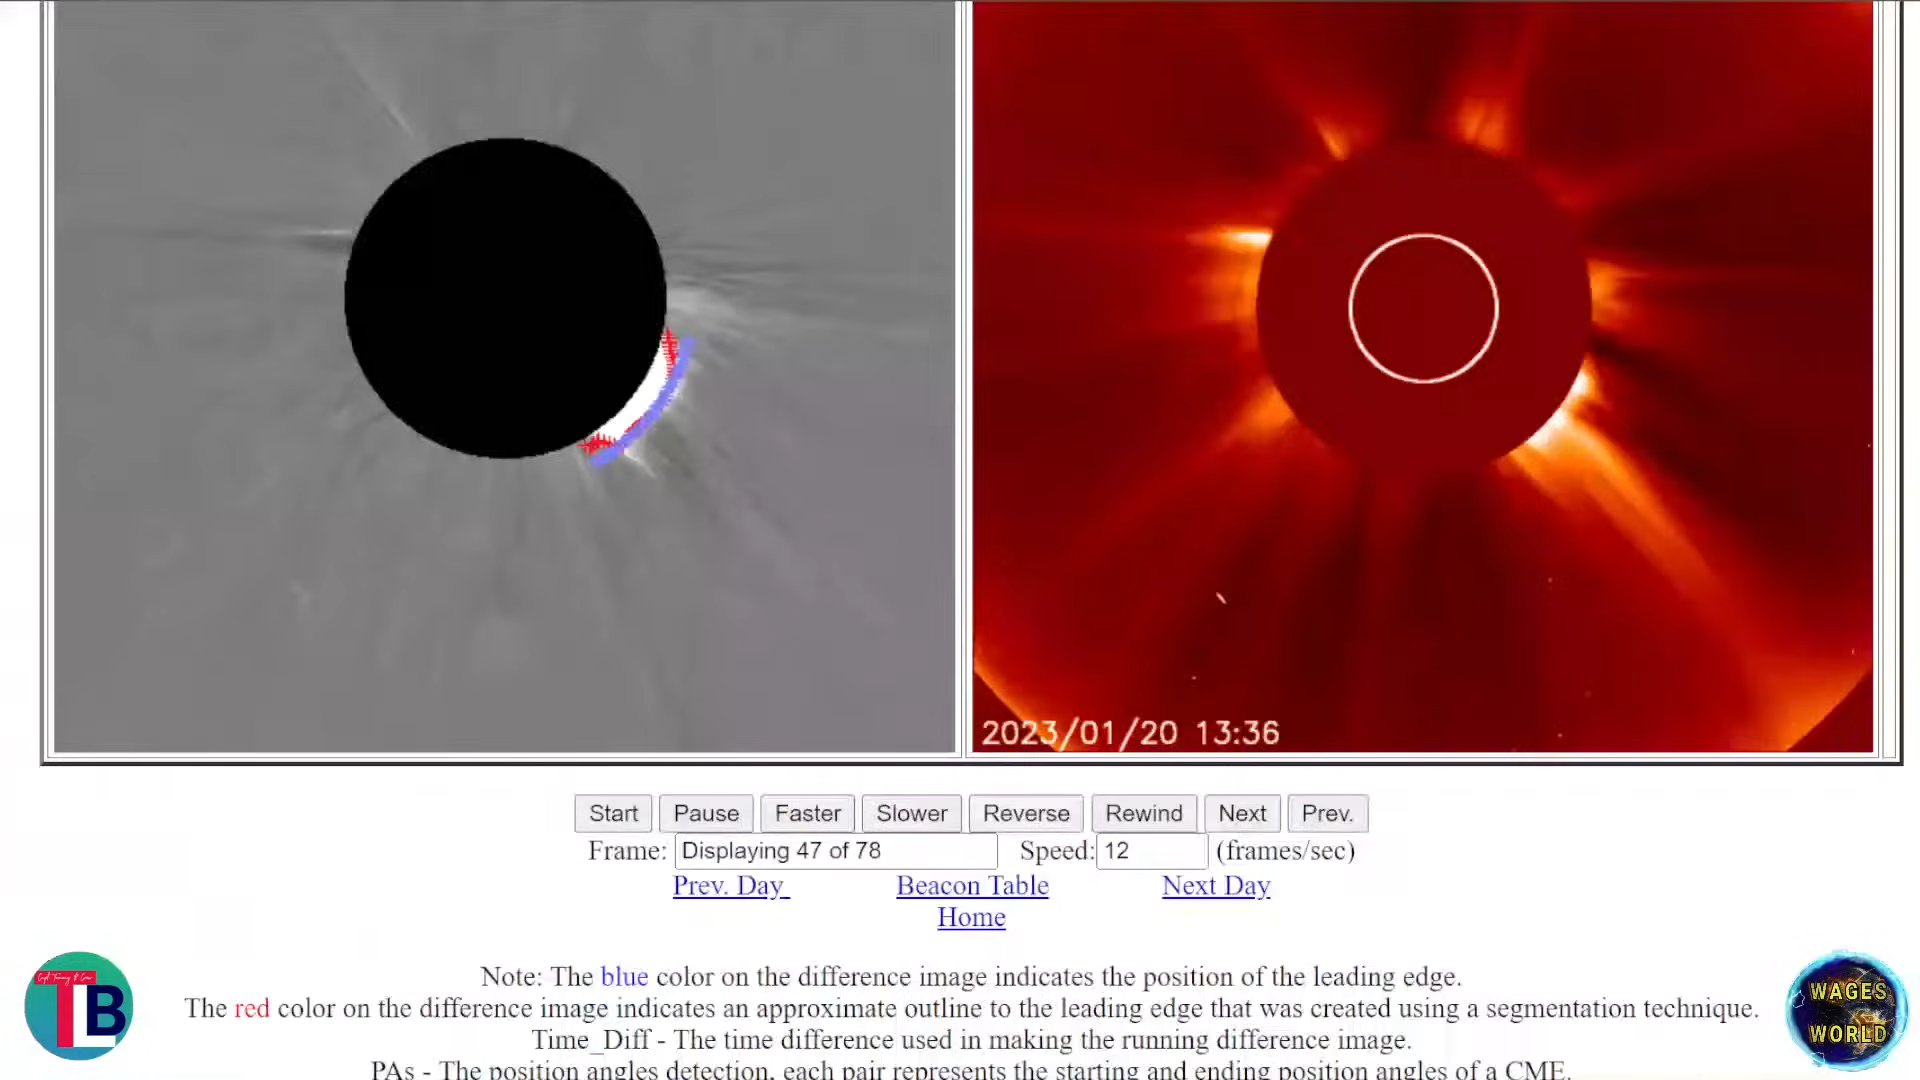 2023/01/20 13:36
Start Pause Faster Slower Reverse Rewind Next Prev.
Frame: Displaying 47 of 78 Speed: 12 (frames/sec)
Prev. Day Beacon Table Next Day
Home
Note: The blue color on the difference image indicates the position of the leading edge.
The red color on the difference image indicates an approximate outline to the leading edge that was created using a segmentation technique.
Time_Diff - The time difference used in making the running difference image.
PAs - The position angles detection, each pair represents the starting and ending position angles of a CME.
TLB
WAGES
WORLD